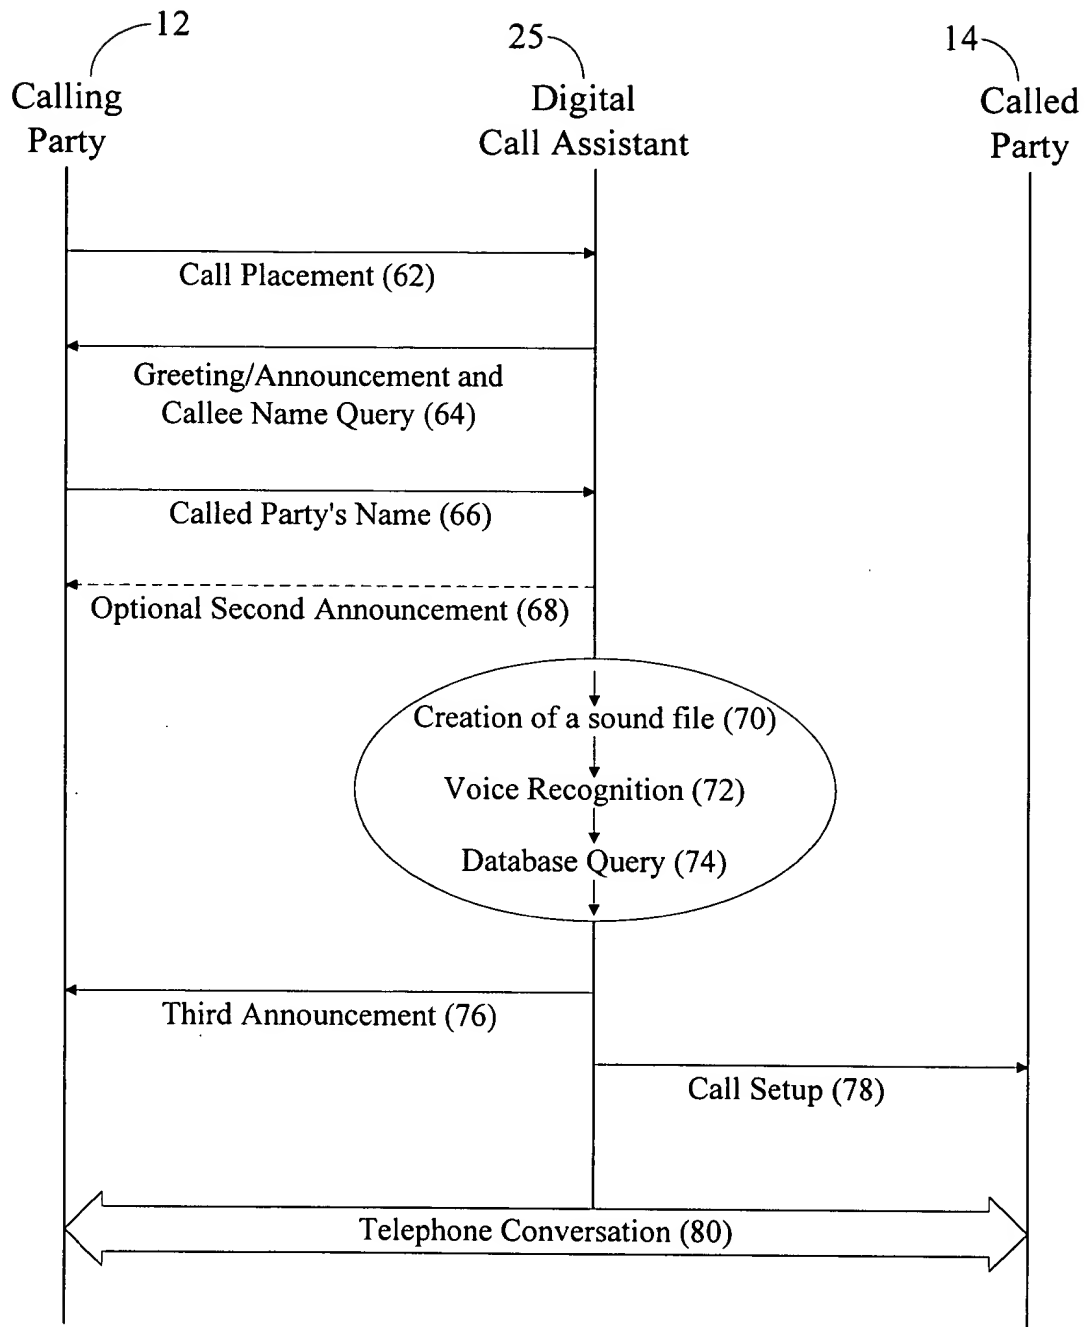 12
25
14
Calling
Party
Digital
Call Assistant
Called
Party
Call Placement (62)
Greeting/Announcement and
Callee Name Query (64)
Called Party's Name (66)
Optional Second Announcement (68)
Creation of a sound file (70)
Voice Recognition (72)
Database Query (74)
Third Announcement (76)
Call Setup (78)
Telephone Conversation (80)